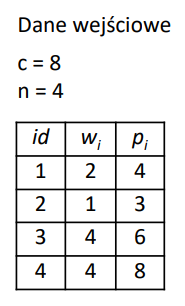 Dane wejściowe
c = 8
n = 4
id wᵢ pᵢ
1 2 4
2 1 3
3 4 6
4 4 8